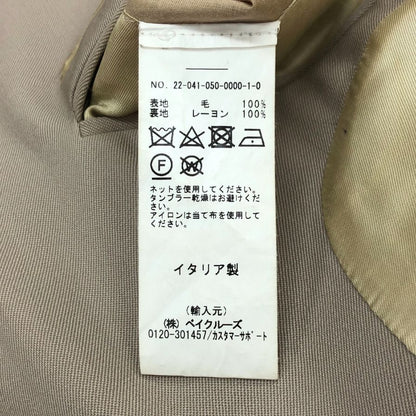 NO. 22-041-050-0000-1-0
表地 毛 100%
裏地 レーヨン 100%
F W
ネットを使用してください。
タンブラー乾燥はお避けください。
アイロンは当て布を使用してください。
イタリア製
(輸入元)
(株) ベイクルーズ
0120-301457/カスタマーサポート